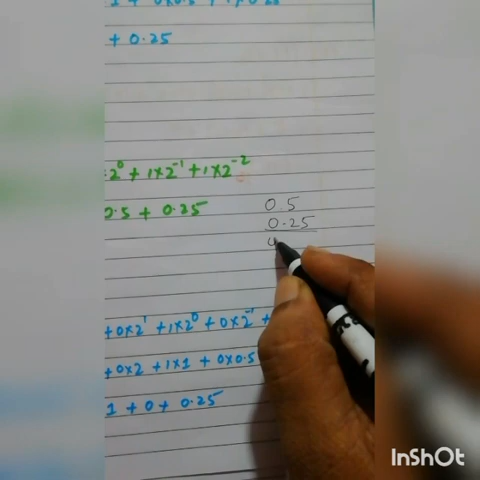 + 0.25
2⁰ + 1×2⁻¹ + 1×2⁻²
0.5 + 0.25
0.5
0.25
+0×2¹ + 1×2⁰ + 0×2⁻¹ +
+0×2 + 1×1 + 0×0.5
1 + 0 + 0.25
InShOt